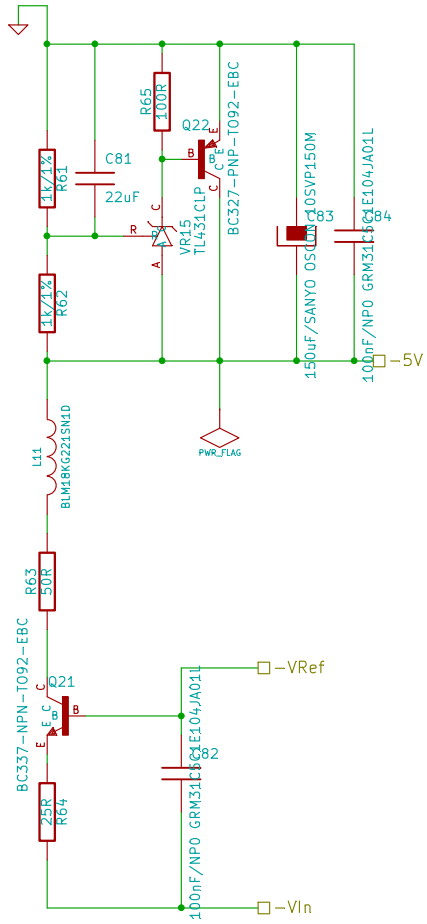 R65
100R
Q22
E
B
B
E
C
C
BC327-PNP-TO92-EBC
C81
22uF
1k/1%
R61
C
R
R
A
VR15
TL431CLP
A
C83
150uF/SANYO OSCON 10SVP150M
C84
100nF/NP0 GRM31C5C1E104JA01L
1k/1%
R62
-5V
PWR_FLAG
L11
BLM18KG221SN1D
R63
50R
BC337-NPN-TO92-EBC
Q21
C
C
B
B
E
E
-VRef
C82
100nF/NP0 GRM31C5C1E104JA01L
25R
R64
-VIn